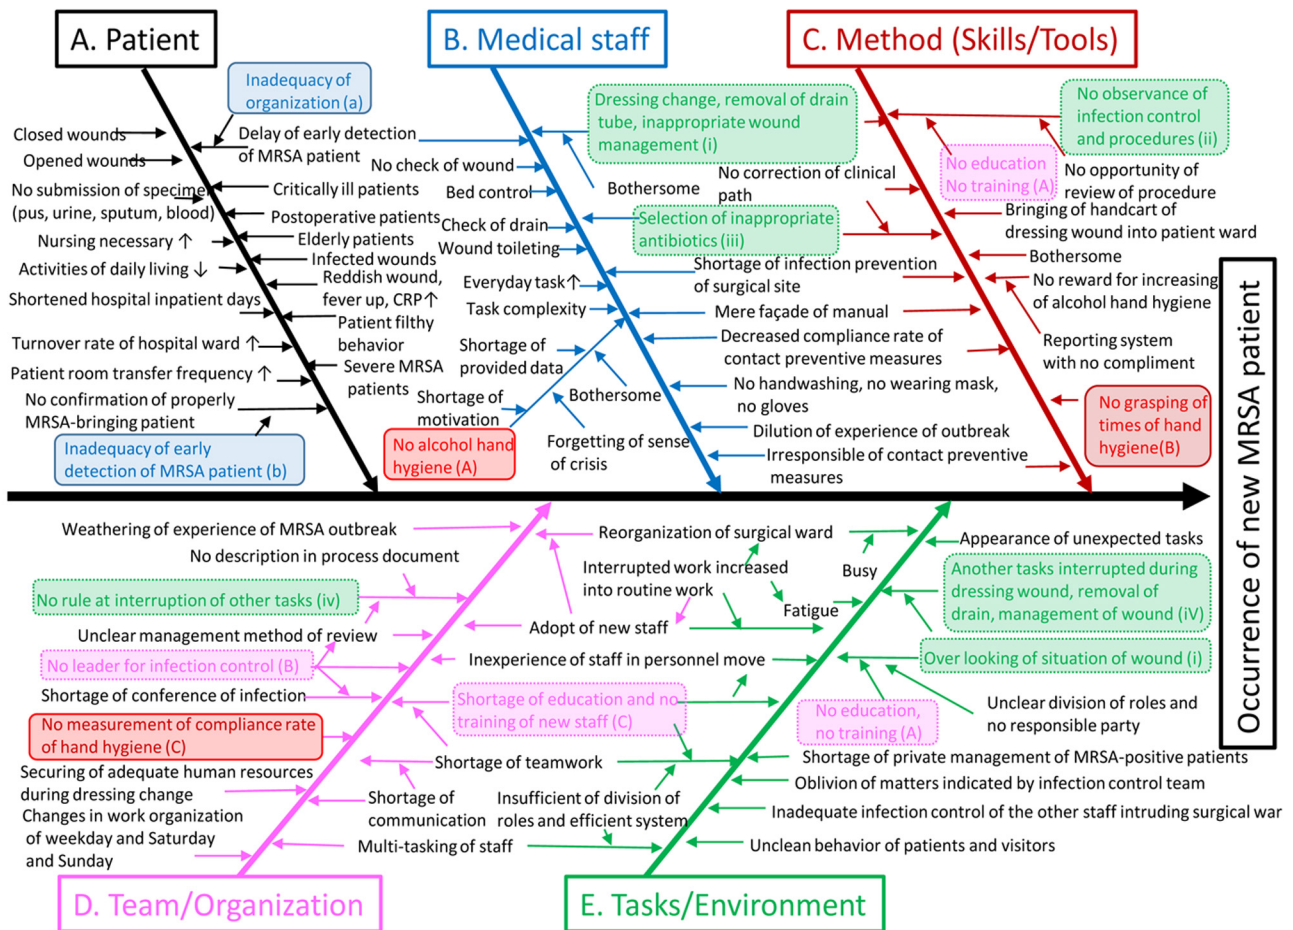 A. Patient
B. Medical staff
C. Method (Skills/Tools)
Inadequacy of
organization (a)
Closed wounds
Opened wounds
Delay of early detection
of MRSA patient
No submission of specimen
(pus, urine, sputum, blood)
Critically ill patients
Postoperative patients
Nursing necessary ↑
Elderly patients
Infected wounds
Activities of daily living ↓
Reddish wound,
fever up, CRP↑
Shortened hospital inpatient days
Patient filthy
behavior
Turnover rate of hospital ward ↑
Severe MRSA
patients
Patient room transfer frequency ↑
No confirmation of properly
MRSA-bringing patient
Inadequacy of early
detection of MRSA patient (b)
Dressing change, removal of drain
tube, inappropriate wound
management (i)
No check of wound
Bed control
Bothersome
Check of drain
Wound toileting
Selection of inappropriate
antibiotics (iii)
Everyday task↑
Shortage of infection prevention
of surgical site
Task complexity
Mere façade of manual
Shortage of
provided data
Decreased compliance rate of
contact preventive measures
Bothersome
Shortage of
motivation
No handwashing, no wearing mask,
no gloves
No alcohol hand
hygiene (A)
Forgetting of sense
of crisis
Dilution of experience of outbreak
Irresponsible of contact preventive
measures
No observance of
infection control
and procedures (ii)
No education
No training (A)
No opportunity of
review of procedure
No correction of clinical
path
Bringing of handcart of
dressing wound into patient ward
Bothersome
No reward for increasing
of alcohol hand hygiene
Reporting system
with no compliment
No grasping of
times of hand
hygiene(B)
Occurrence of new MRSA patient
Weathering of experience of MRSA outbreak
No description in process document
No rule at interruption of other tasks (iv)
Unclear management method of review
No leader for infection control (B)
Shortage of conference of infection
No measurement of compliance rate
of hand hygiene (C)
Securing of adequate human resources
during dressing change
Changes in work organization
of weekday and Saturday
and Sunday
Reorganization of surgical ward
Interrupted work increased
into routine work
Adopt of new staff
Inexperience of staff in personnel move
Shortage of education and no
training of new staff (C)
Shortage of teamwork
Shortage of
communication
Insufficient of division of
roles and efficient system
Multi-tasking of staff
Busy
Fatigue
Appearance of unexpected tasks
Another tasks interrupted during
dressing wound, removal of
drain, management of wound (iV)
Over looking of situation of wound (i)
No education,
no training (A)
Unclear division of roles and
no responsible party
Shortage of private management of MRSA-positive patients
Oblivion of matters indicated by infection control team
Inadequate infection control of the other staff intruding surgical war
Unclean behavior of patients and visitors
D. Team/Organization
E. Tasks/Environment